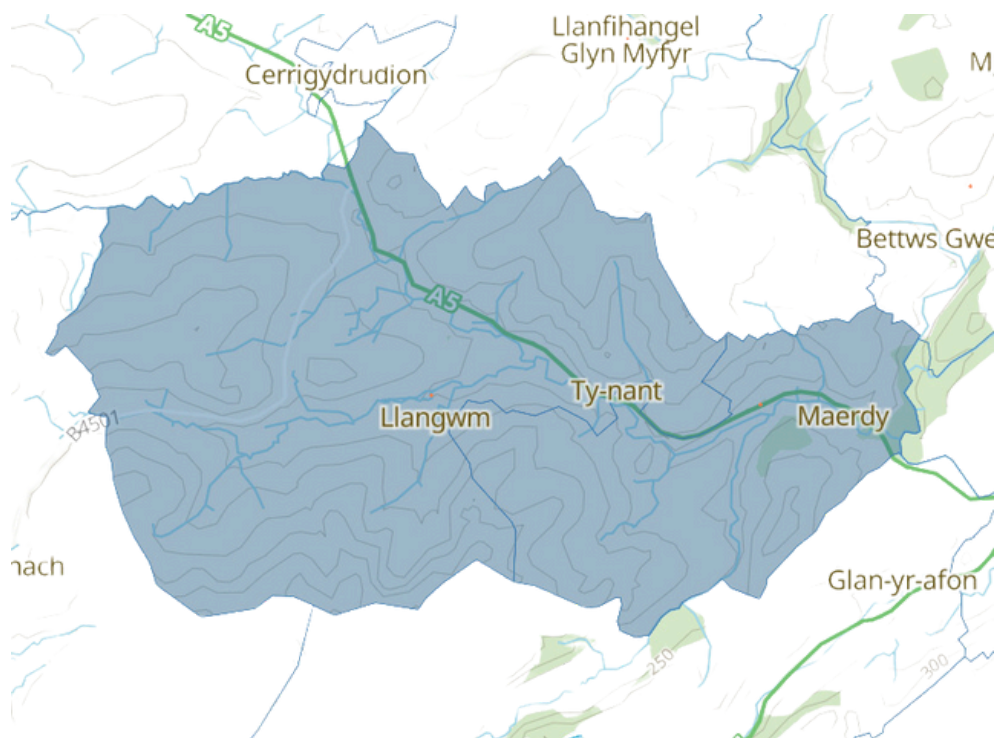 A5
Llanfihangel
Glyn Myfyr
Cerrigydrudion
M
Bettws Gwe
A5
Ty-nant
Llangwm
Maerdy
B4501
nach
Glan-yr-afon
250
300